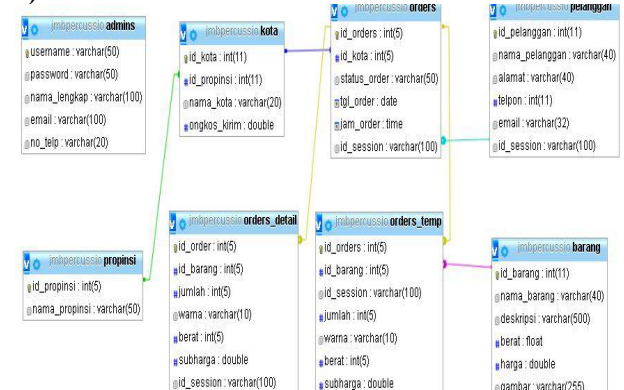 jmbpercussio admins
username : varchar(50)
password : varchar(50)
nama_lengkap : varchar(100)
email : varchar(100)
no_telp : varchar(20)
jmbpercussio kota
id_kota : int(11)
id_propinsi : int(11)
nama_kota : varchar(20)
ongkos_kirim : double
jmbpercussio orders
id_orders : int(5)
id_kota : int(5)
status_order : varchar(50)
tgl_order : date
jam_order : time
id_session : varchar(100)
jmbpercussio pelanggan
id_pelanggan : int(11)
nama_pelanggan : varchar(40)
alamat : varchar(40)
telpon : int(11)
email : varchar(32)
id_session : varchar(100)
jmbpercussio propinsi
id_propinsi : int(5)
nama_propinsi : varchar(50)
jmbpercussio orders_detail
id_order : int(5)
id_barang : int(5)
jumlah : int(5)
warna : varchar(10)
berat : int(5)
subharga : double
id_session : varchar(100)
jmbpercussio orders_temp
id_orders : int(5)
id_barang : int(5)
id_session : varchar(100)
jumlah : int(5)
warna : varchar(10)
berat : int(5)
subharga : double
jmbpercussio barang
id_barang : int(11)
nama_barang : varchar(40)
deskripsi : varchar(500)
berat : float
harga : double
gambar : varchar(255)